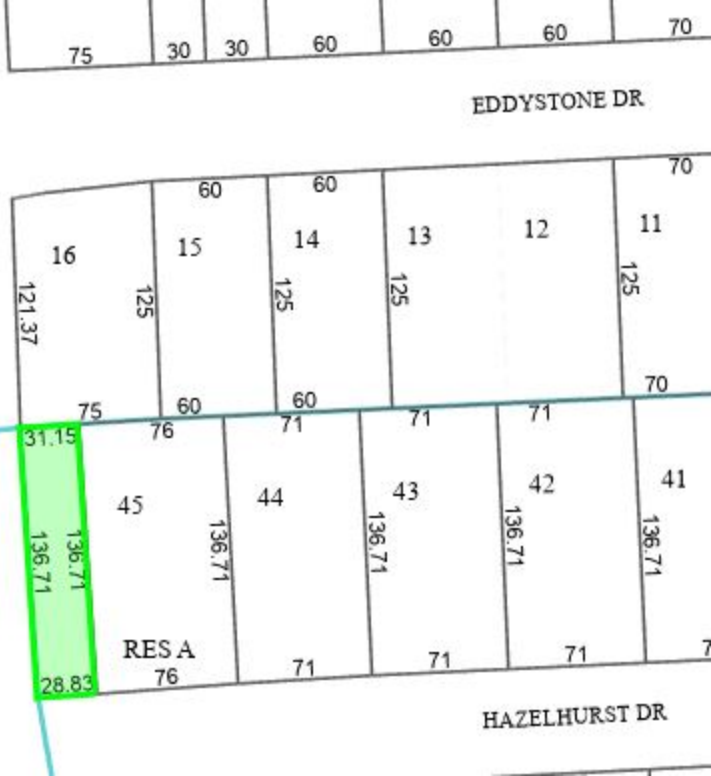 75 30 30 60 60 60 70
EDDYSTONE DR
60 60 70
16 15 14 13 12 11
121.37 125 125 125 125
75 60 60 70
31.15 76 71 71 71
45 44 43 42 41
136.71 136.71 136.71 136.71 136.71 136.71
RES A
28.83 76 71 71 71 7
HAZELHURST DR